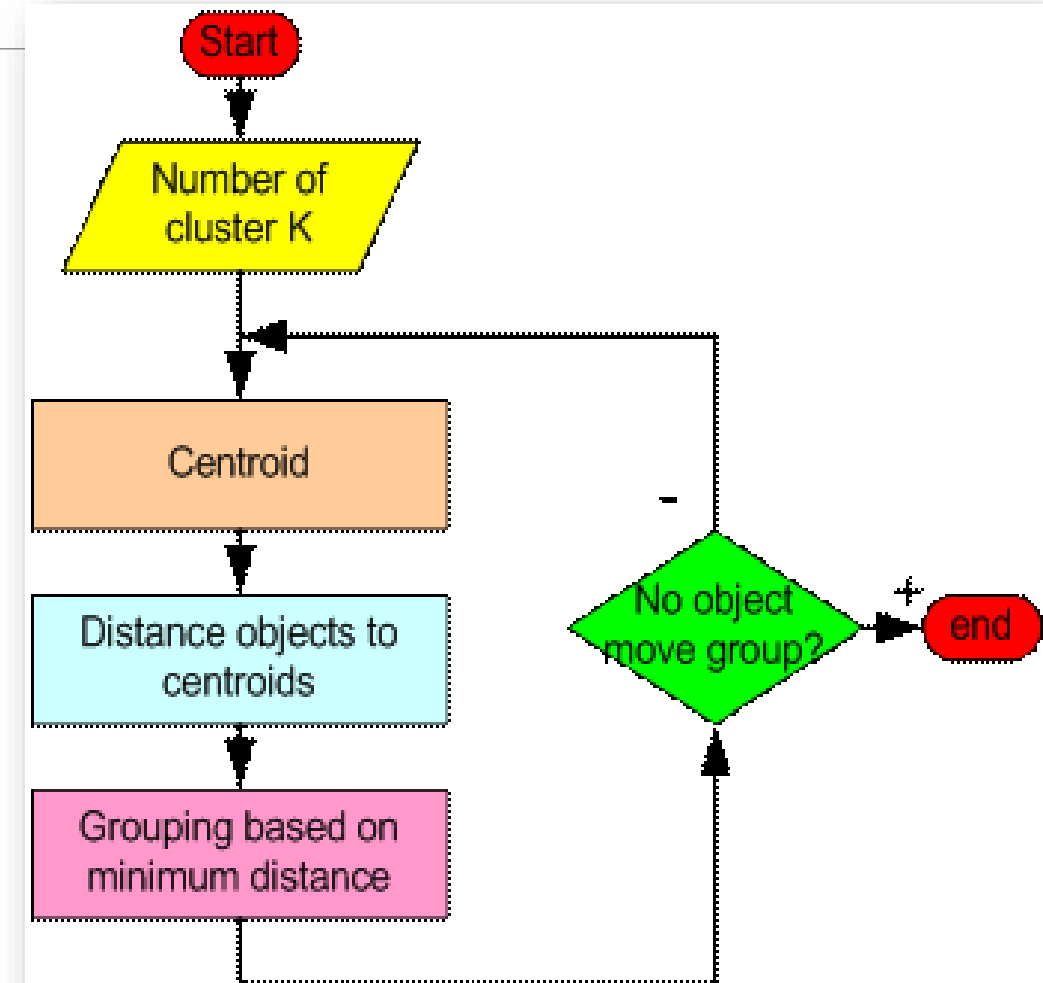 Start
Number of
cluster K
Centroid
Distance objects to
centroids
Grouping based on
minimum distance
-
No object
move group?
+
end